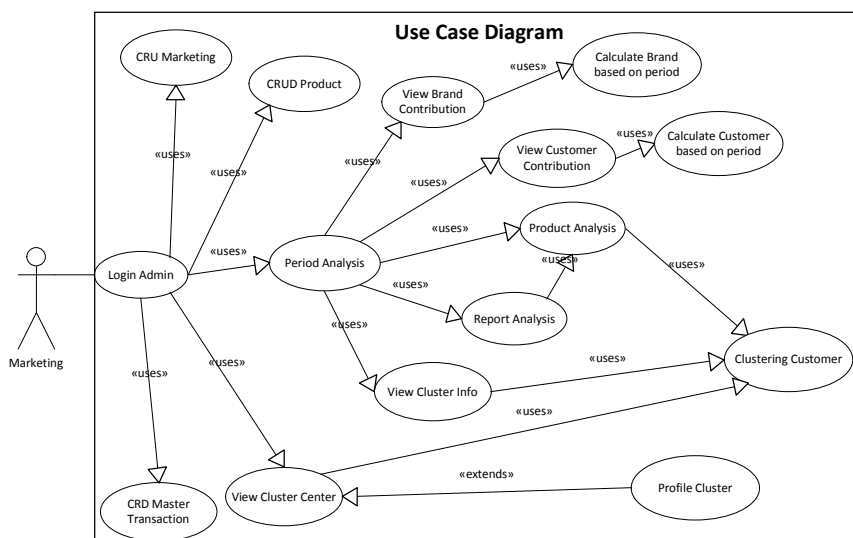 Use Case Diagram
CRU Marketing
CRUD Product
«uses»
View Brand
Contribution
Calculate Brand
based on period
«uses»
«uses»
«uses»
View Customer
Contribution
«uses»
Calculate Customer
based on period
«uses»
«uses»
Product Analysis
«uses»
Login Admin
«uses»
Period Analysis
«uses»
«uses»
«uses»
Report Analysis
«uses»
Marketing
«uses»
«uses»
View Cluster Info
«uses»
Clustering Customer
«uses»
«extends»
CRD Master
Transaction
View Cluster Center
Profile Cluster